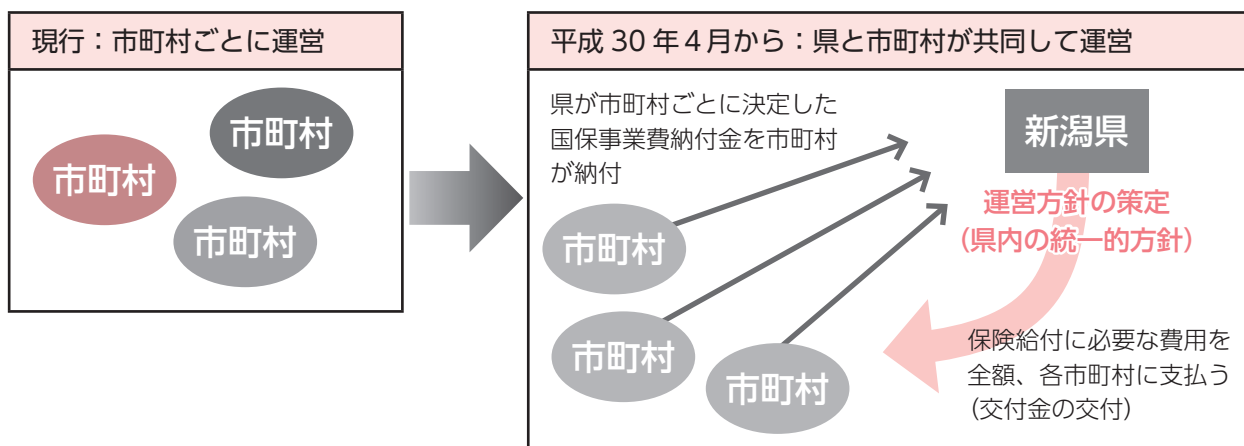 現行：市町村ごとに運営
市町村
市町村
市町村
平成 30 年４月から：県と市町村が共同して運営
県が市町村ごとに決定した
国保事業費納付金を市町村
が納付
新潟県
運営方針の策定
（県内の統一的方針）
市町村
市町村
市町村
保険給付に必要な費用を
全額、各市町村に支払う
（交付金の交付）